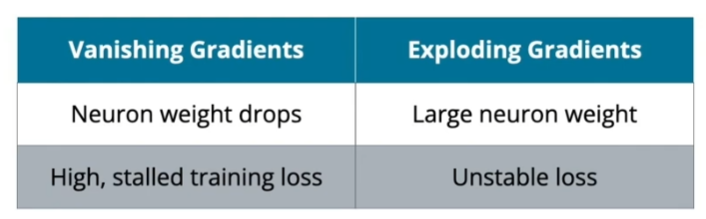 Vanishing Gradients
Exploding Gradients
Neuron weight drops
Large neuron weight
High, stalled training loss
Unstable loss